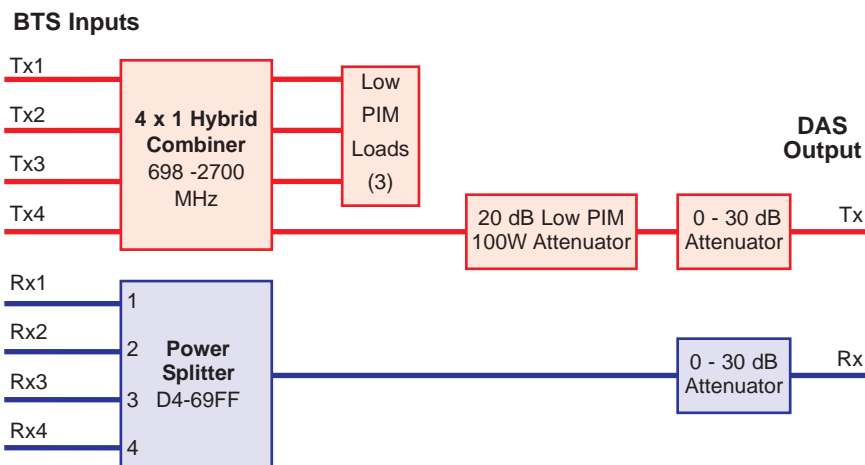 BTS Inputs
Tx1
Tx2
Tx3
Tx4
4 x 1 Hybrid
Combiner
698 -2700
MHz
Low
PIM
Loads
(3)
20 dB Low PIM
100W Attenuator
0 - 30 dB
Attenuator
DAS
Output
Tx
Rx1
Rx2
Rx3
Rx4
1
2
3
4
Power
Splitter
D4-69FF
0 - 30 dB
Attenuator
Rx